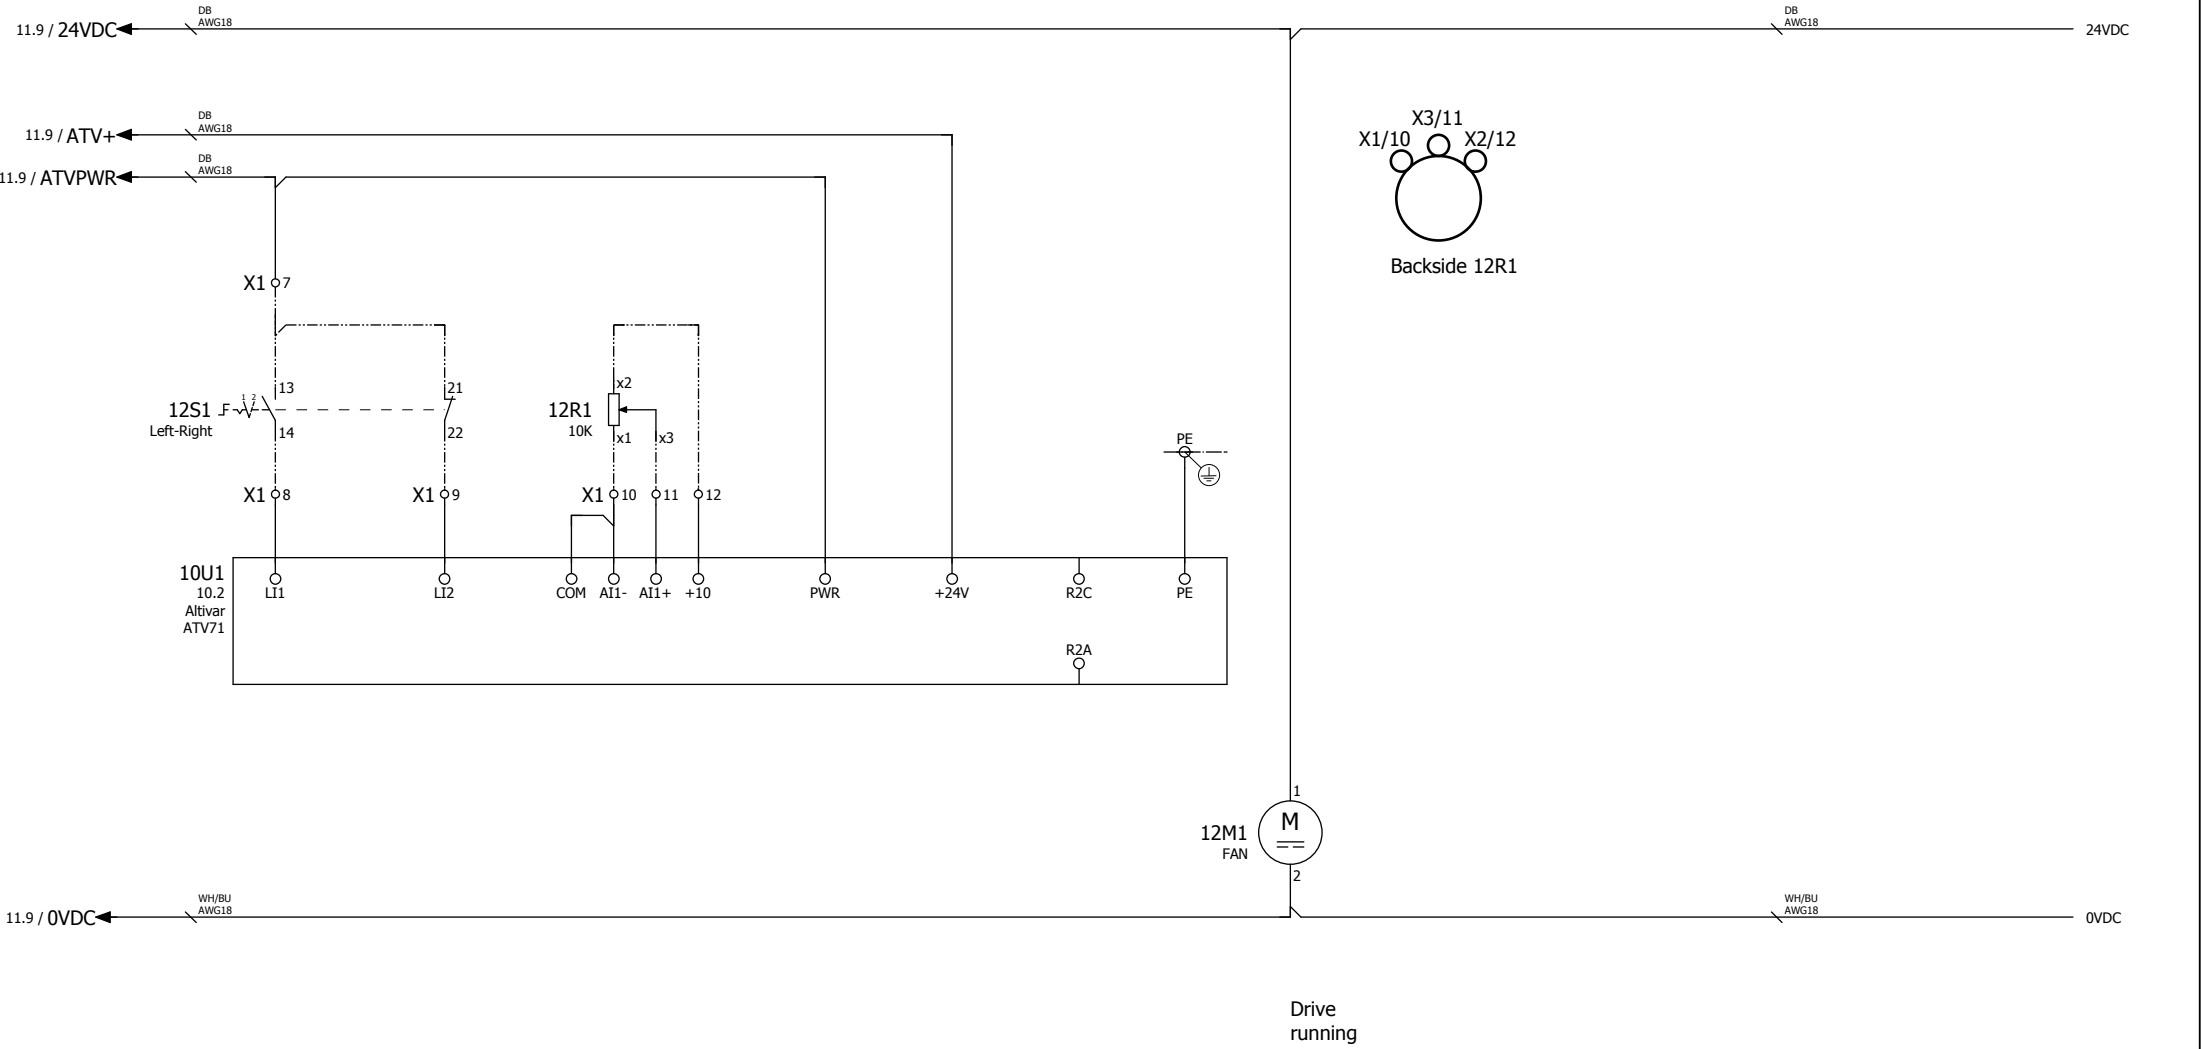 DB
AWG18
DB
AWG18
11.9 / 24VDC
24VDC
DB
AWG18
11.9 / ATV+
X3/11
X1/10
X2/12
DB
AWG18
11.9 / ATVPWR
Backside 12R1
X1
7
13
21
x2
1 2
12S1
Left-Right
12R1
10K
14
22
x1
x3
PE
X1
8
X1
9
X1
10
11
12
10U1
10.2
Altivar
ATV71
LI1
LI2
COM
AI1-
AI1+
+10
PWR
+24V
R2C
PE
R2A
1
12M1
FAN
M
2
WH/BU
AWG18
WH/BU
AWG18
11.9 / 0VDC
0VDC
Drive
running